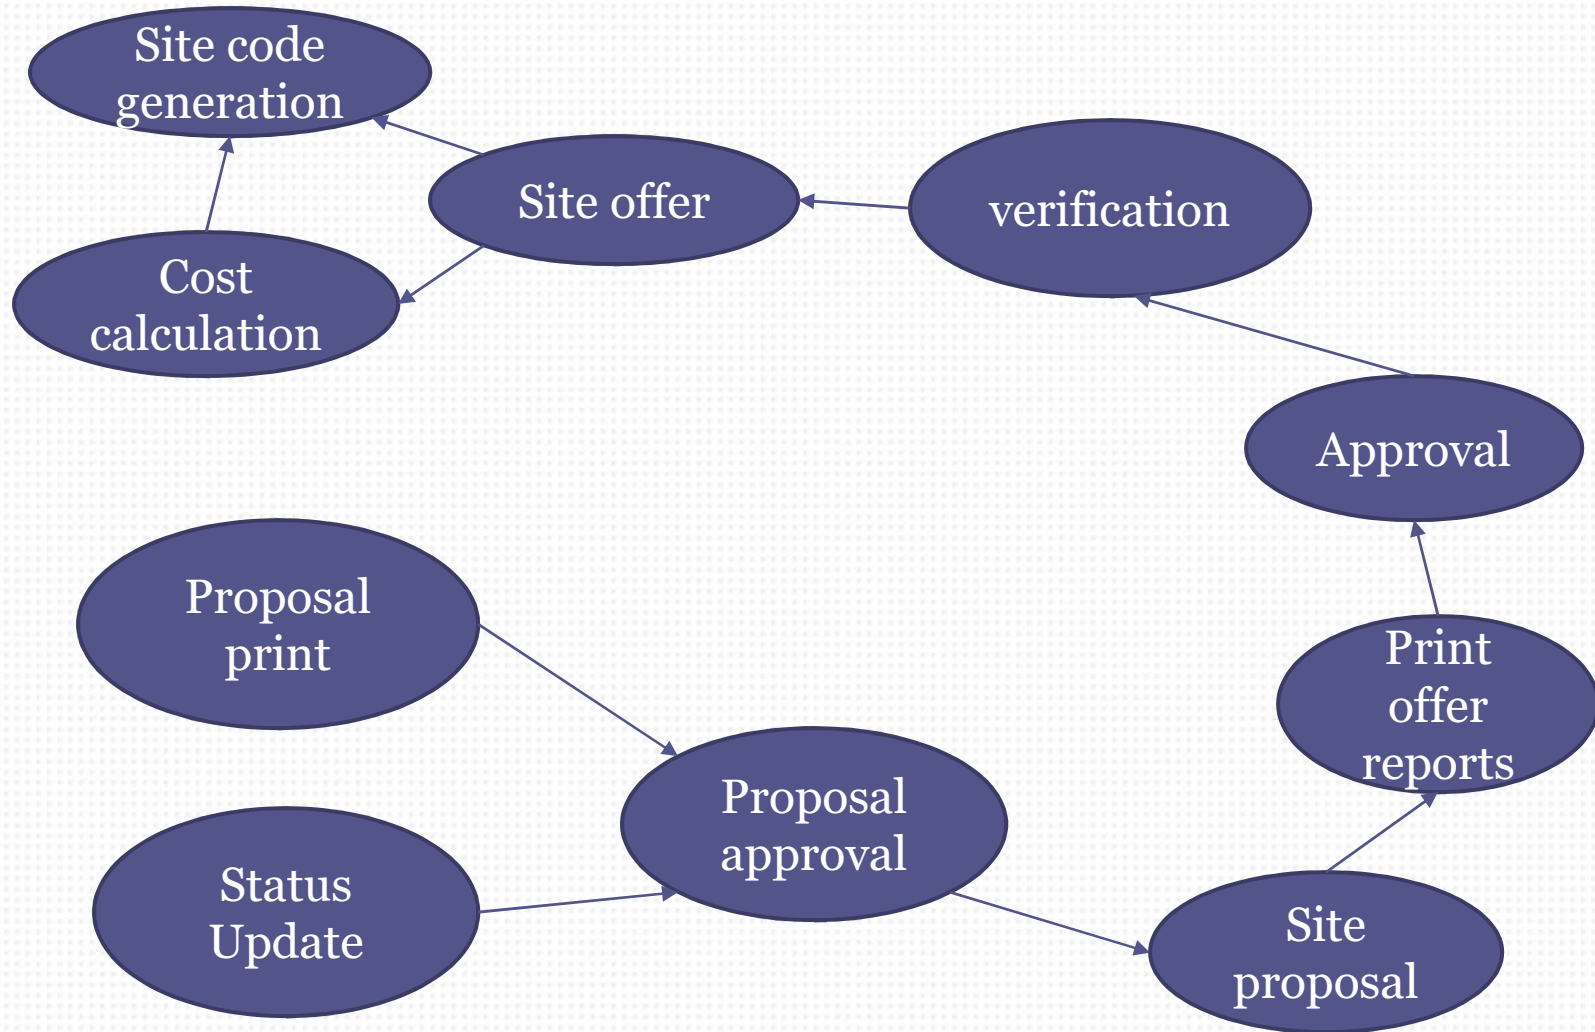 Site code
generation
Site offer
verification
Cost
calculation
Approval
Proposal
print
Print
offer
reports
Proposal
approval
Status
Update
Site
proposal